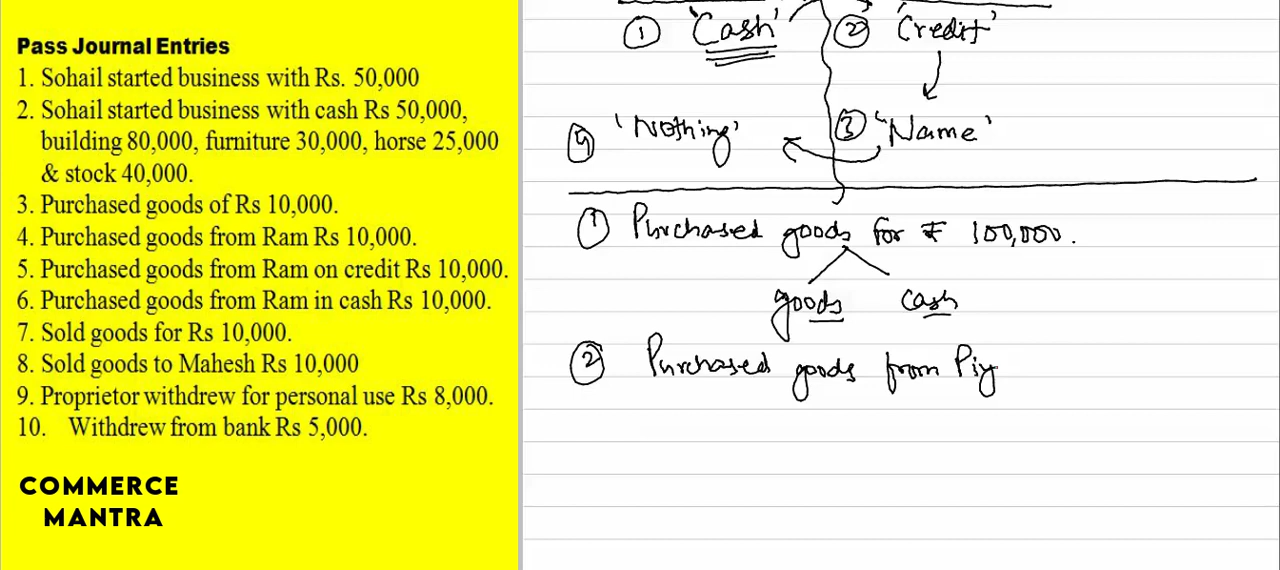 Pass Journal Entries
1. Sohail started business with Rs. 50,000
2. Sohail started business with cash Rs 50,000,
building 80,000, furniture 30,000, horse 25,000
& stock 40,000.
3. Purchased goods of Rs 10,000.
4. Purchased goods from Ram Rs 10,000.
5. Purchased goods from Ram on credit Rs 10,000.
6. Purchased goods from Ram in cash Rs 10,000.
7. Sold goods for Rs 10,000.
8. Sold goods to Mahesh Rs 10,000
9. Proprietor withdrew for personal use Rs 8,000.
10. Withdrew from bank Rs 5,000.
COMMERCE
MANTRA
① 'Cash' ② 'Credit'
④ 'Nothing' ③ "Name'
① Purchased goods for ₹ 100,000.
goods cash
② Purchased goods from Piy